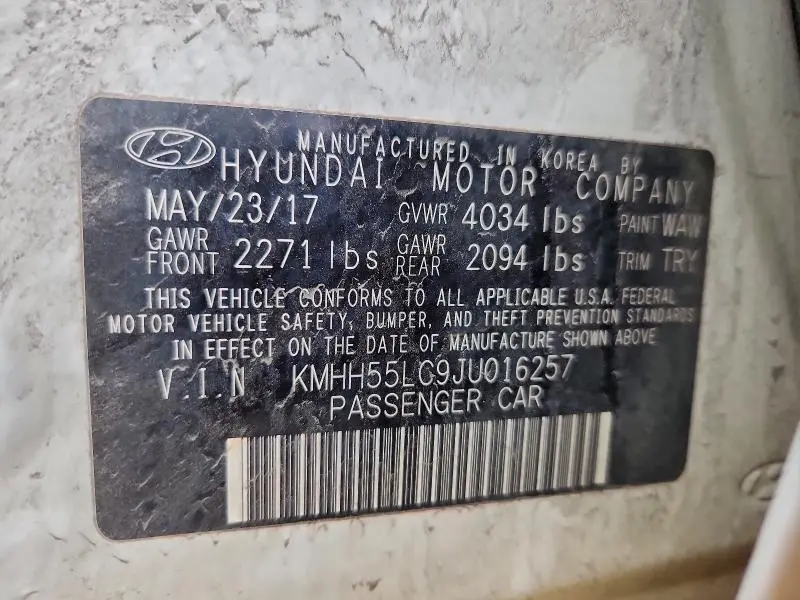 MANUFACTURED IN KOREA BY
HYUNDAI MOTOR COMPANY
MAY/23/17 GVWR 4034 lbs PAINT WAW
GAWR FRONT 2271 lbs GAWR REAR 2094 lbs TRIM TRY
THIS VEHICLE CONFORMS TO ALL APPLICABLE U.S.A. FEDERAL
MOTOR VEHICLE SAFETY, BUMPER, AND THEFT PREVENTION STANDARDS
IN EFFECT ON THE DATE OF MANUFACTURE SHOWN ABOVE.
V.I.N KMHH55LC9JU016257
PASSENGER CAR